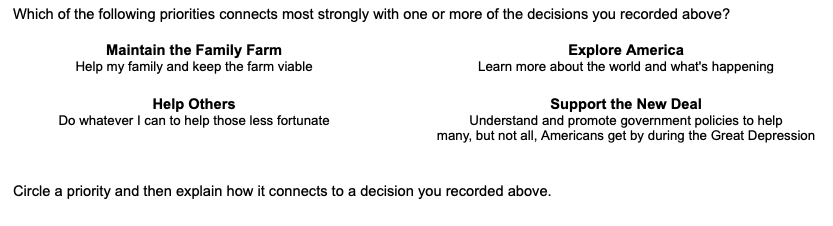 Which of the following priorities connects most strongly with one or more of the decisions you recorded above?
Maintain the Family Farm
Help my family and keep the farm viable
Explore America
Learn more about the world and what's happening
Help Others
Do whatever I can to help those less fortunate
Support the New Deal
Understand and promote government policies to help
many, but not all, Americans get by during the Great Depression
Circle a priority and then explain how it connects to a decision you recorded above.